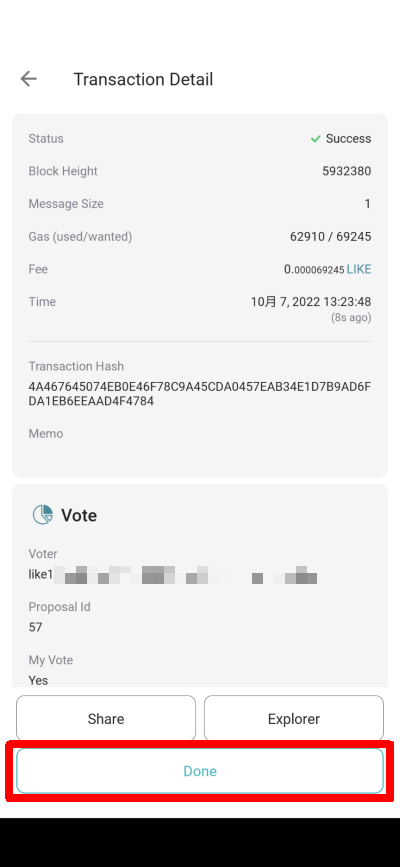 Transaction Detail
Status
Success
Block Height
5932380
Message Size
1
Gas (used/wanted)
62910 / 69245
Fee
0.000069245 LIKE
Time
10月 7, 2022 13:23:48
(8s ago)
Transaction Hash
4A467645074EB0E46F78C9A45CDA0457EAB34E1D7B9AD6F
DA1EB6EEAAD4F4784
Memo
Vote
Voter
like1
Proposal Id
57
My Vote
Yes
Share
Explorer
Done